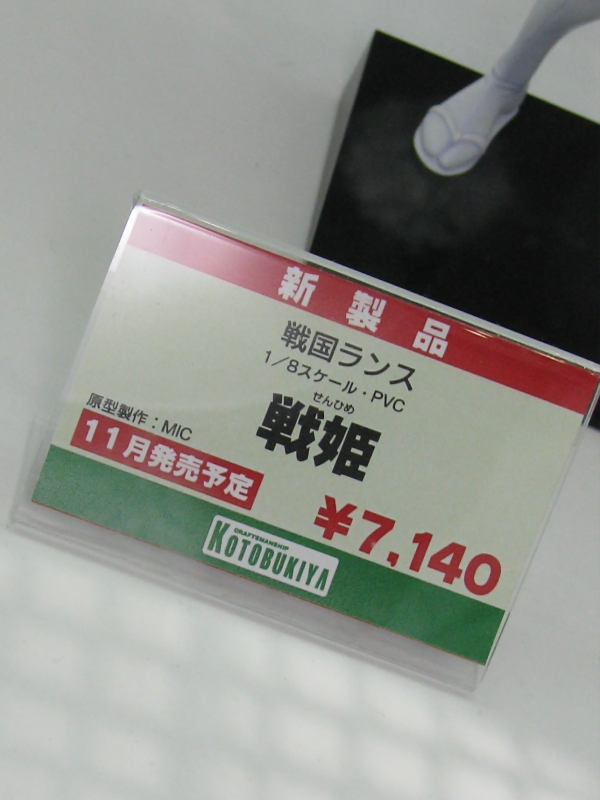 新製品
戦国ランス
1/8スケール・PVC
せんひめ
戦姫
原型製作：MIC
11月発売予定
¥7,140
CRAFTSMANSHIP
KOTOBUKIYA